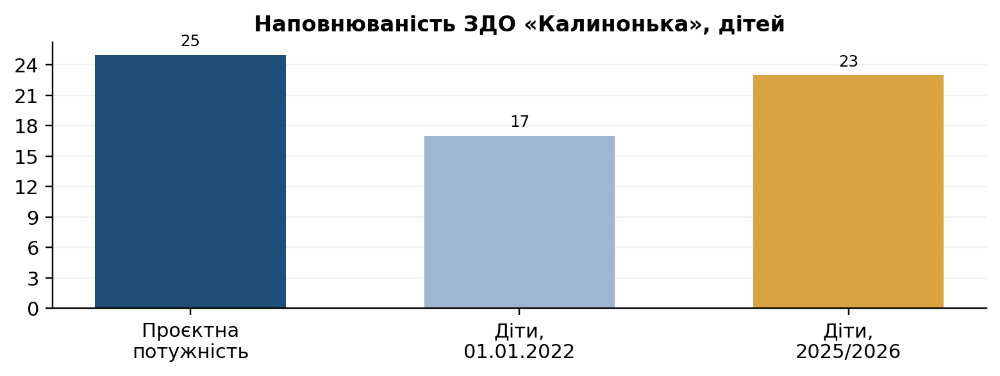 Наповнюваність ЗДО «Калинонька», дітей
25
17
23
24
21
18
15
12
9
6
3
0
Проєктна
потужність
Діти,
01.01.2022
Діти,
2025/2026